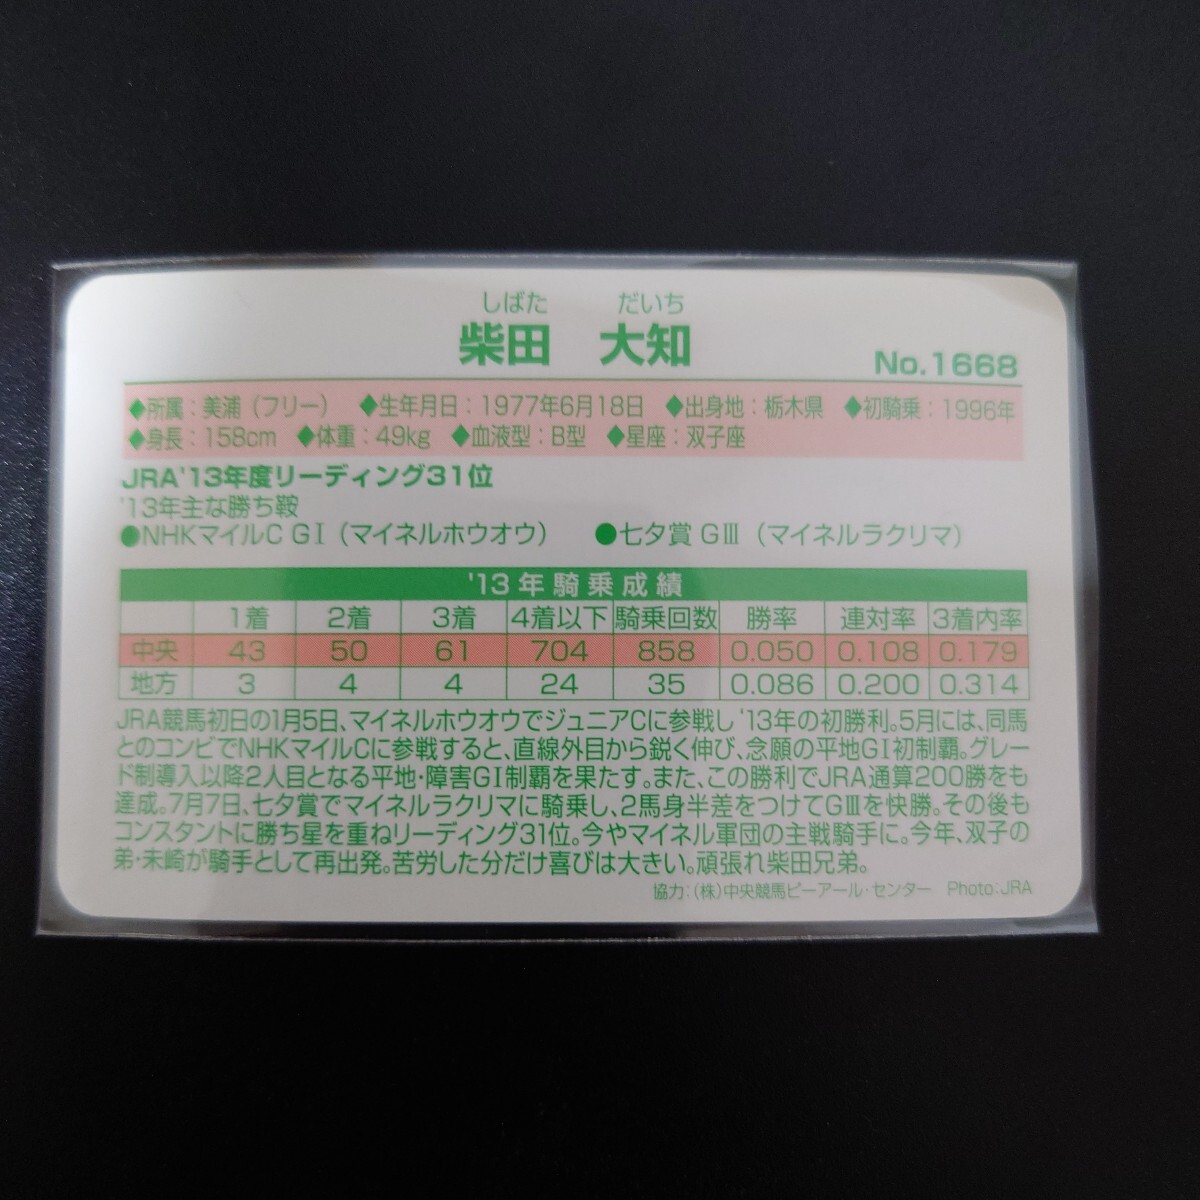 しばた　だいち
柴田　大知
No.1668
◆所属：美浦（フリー）　◆生年月日：1977年6月18日　◆出身地：栃木県　◆初騎乗：1996年
◆身長：158cm　◆体重：49kg　◆血液型：B型　◆星座：双子座
JRA'13年度リーディング31位
'13年主な勝ち鞍
●NHKマイルC GⅠ（マイネルホウオウ）　●七夕賞 GⅢ（マイネルラクリマ）
'13年騎乗成績
1着 2着 3着 4着以下 騎乗回数 勝率 連対率 3着内率
中央 43 50 61 704 858 0.050 0.108 0.179
地方 3 4 4 24 35 0.086 0.200 0.314
JRA競馬初日の1月5日、マイネルホウオウでジュニアCに参戦し'13年の初勝利。5月には、同馬
とのコンビでNHKマイルCに参戦すると、直線外目から鋭く伸び、念願の平地GⅠ初制覇。グレー
ド制導入以降2人目となる平地・障害GⅠ制覇を果たす。また、この勝利でJRA通算200勝をも
達成。7月7日、七夕賞でマイネルラクリマに騎乗し、2馬身半差をつけてGⅢを快勝。その後も
コンスタントに勝ち星を重ねリーディング31位。今やマイネル軍団の主戦騎手に。今年、双子の
弟・未崎が騎手として再出発。苦労した分だけ喜びは大きい。頑張れ柴田兄弟。
協力：（株）中央競馬ピーアール・センター　Photo：JRA